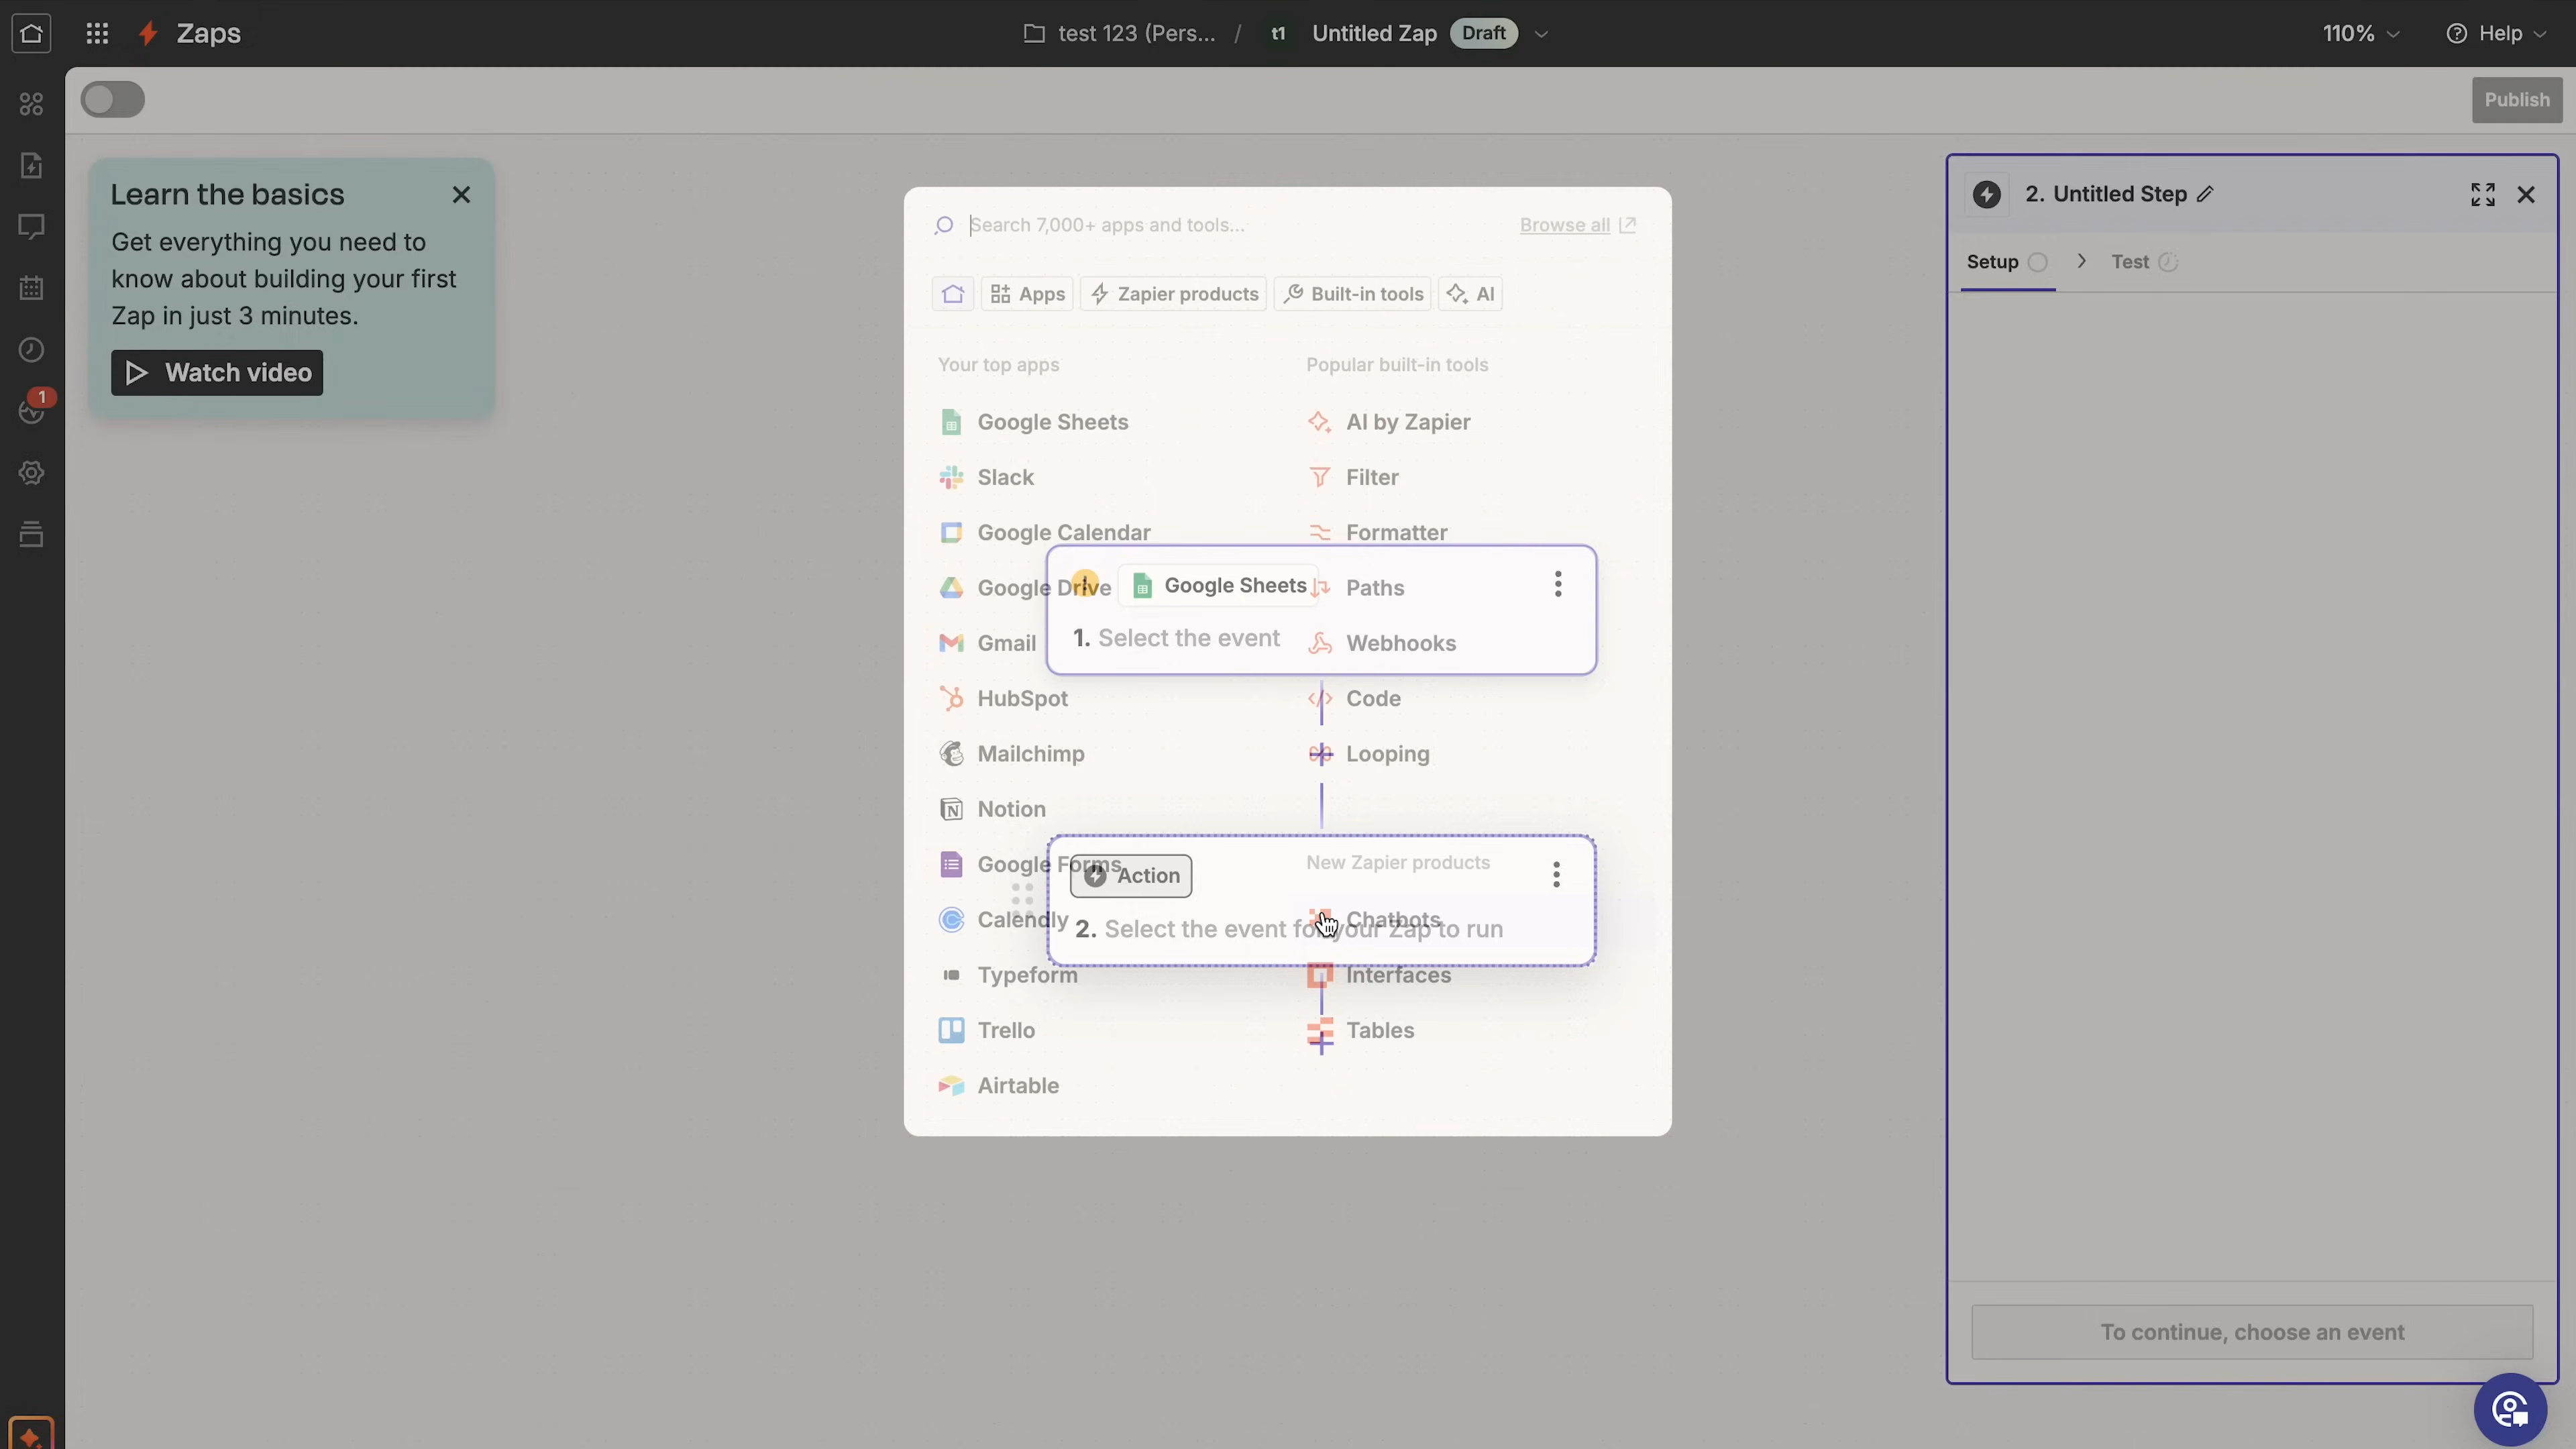 Zaps
test 123 (Pers... / t1 Untitled Zap Draft
110%
Help
Publish
Learn the basics
Get everything you need to
know about building your first
Zap in just 3 minutes.
Watch video
1
Search 7,000+ apps and tools...
Browse all
Apps
Zapier products
Built-in tools
AI
Your top apps
Google Sheets
Slack
Google Calendar
Google Drive
Gmail
HubSpot
Mailchimp
Notion
Google Forms
Calendly
Typeform
Trello
Airtable
Popular built-in tools
AI by Zapier
Filter
Formatter
Paths
Webhooks
Code
Looping
New Zapier products
Chatbots
Interfaces
Tables
Google Sheets
1. Select the event
Action
2. Select the event for your Zap to run
2. Untitled Step
Setup
Test
To continue, choose an event